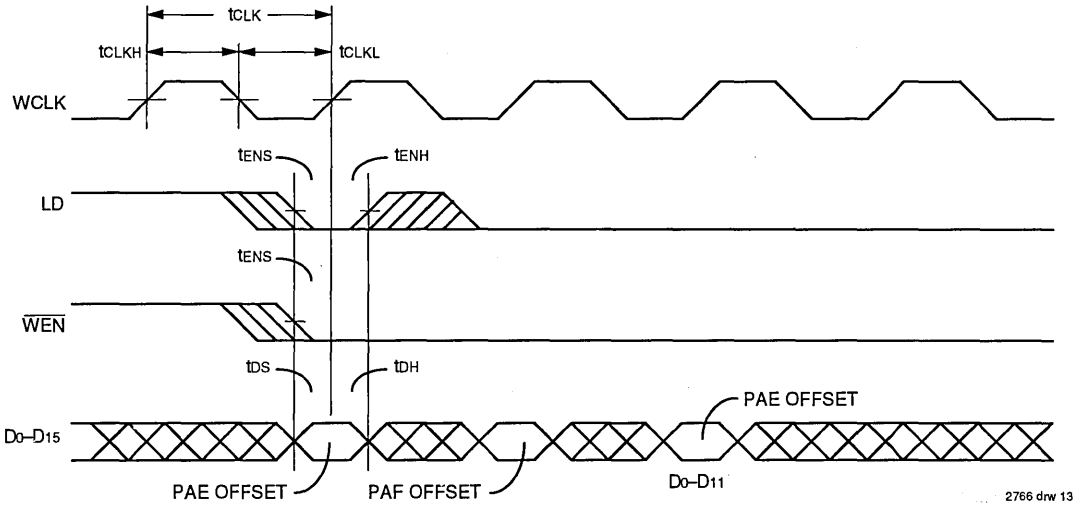 tCLK
tCLKH
tCLKL
WCLK
tENS
tENH
LD
tENS
WEN
tDS
tDH
PAE OFFSET
D0–D15
PAE OFFSET
PAF OFFSET
D0–D11
2766 drw 13